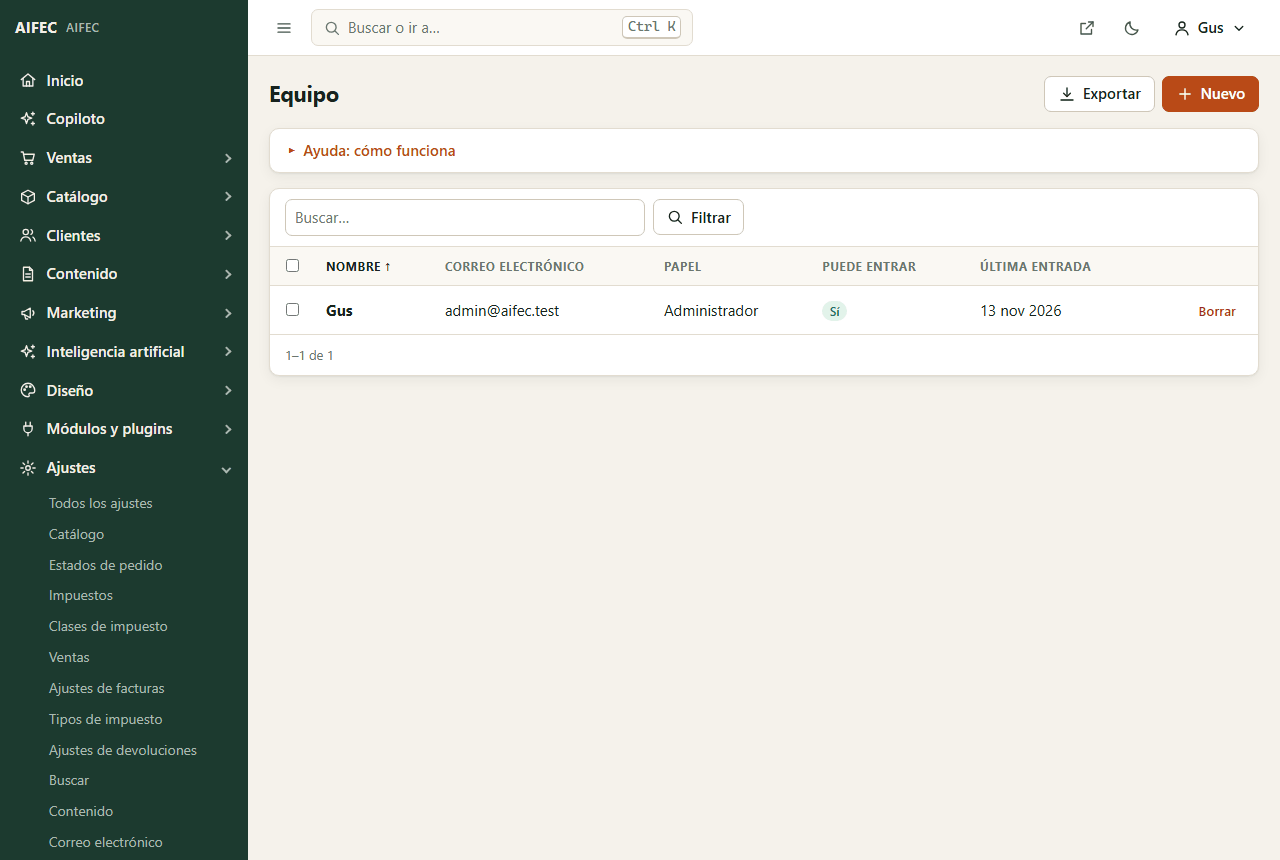 AIFEC AIFEC
Buscar o ir a... Ctrl K
Gus
Inicio
Copiloto
Ventas
Catálogo
Clientes
Contenido
Marketing
Inteligencia artificial
Diseño
Módulos y plugins
Ajustes
Todos los ajustes
Catálogo
Estados de pedido
Impuestos
Clases de impuesto
Ventas
Ajustes de facturas
Tipos de impuesto
Ajustes de devoluciones
Buscar
Contenido
Correo electrónico
Equipo
Exportar
Nuevo
Ayuda: cómo funciona
Buscar...
Filtrar
NOMBRE ↑ CORREO ELECTRÓNICO PAPEL PUEDE ENTRAR ÚLTIMA ENTRADA
Gus admin@aifec.test Administrador Sí 13 nov 2026 Borrar
1–1 de 1